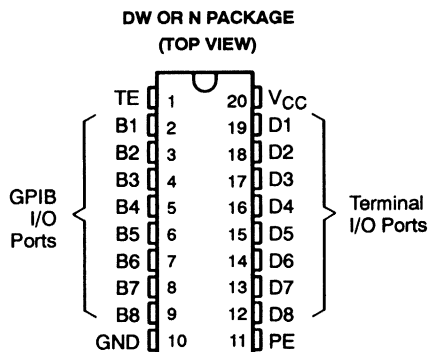 DW OR N PACKAGE
(TOP VIEW)
TE 1 20 VCC
B1 2 19 D1
B2 3 18 D2
B3 4 17 D3
B4 5 16 D4
B5 6 15 D5
B6 7 14 D6
B7 8 13 D7
B8 9 12 D8
GND 10 11 PE
GPIB
I/O
Ports
Terminal
I/O Ports